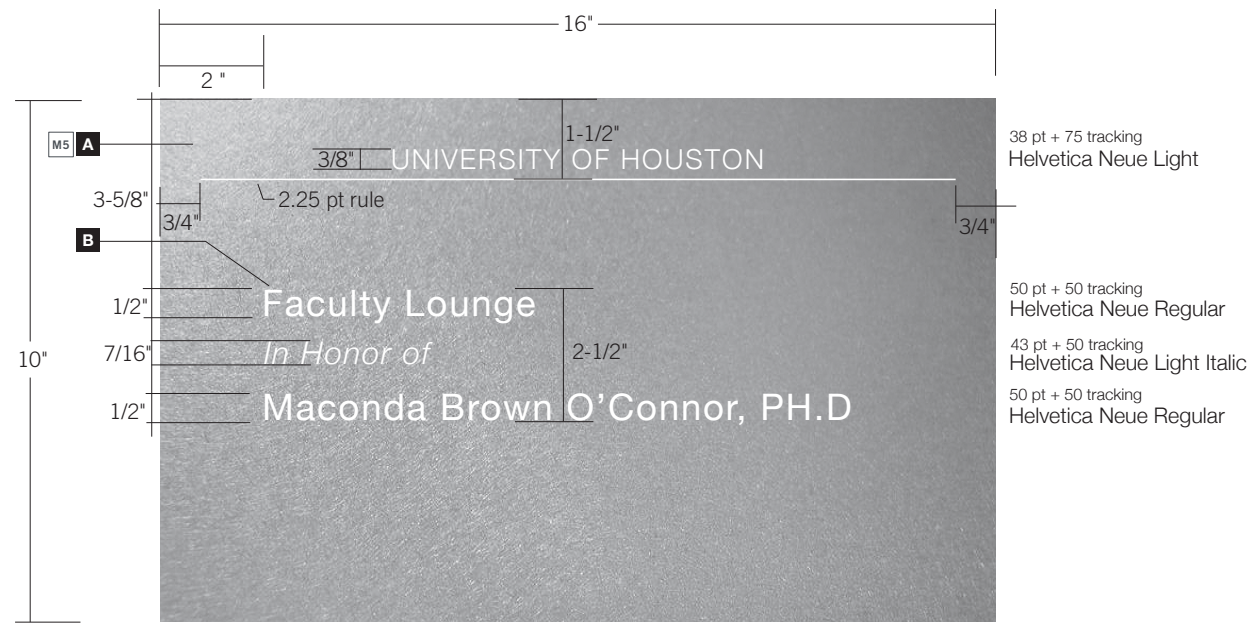 16"
2 "
1-1/2"
M5 A
38 pt + 75 tracking
Helvetica Neue Light
3/8"
UNIVERSITY OF HOUSTON
3-5/8"
2.25 pt rule
3/4"
3/4"
B
1/2"
Faculty Lounge
50 pt + 50 tracking
Helvetica Neue Regular
10"
7/16"
In Honor of
2-1/2"
43 pt + 50 tracking
Helvetica Neue Light Italic
1/2"
Maconda Brown O’Connor, PH.D
50 pt + 50 tracking
Helvetica Neue Regular